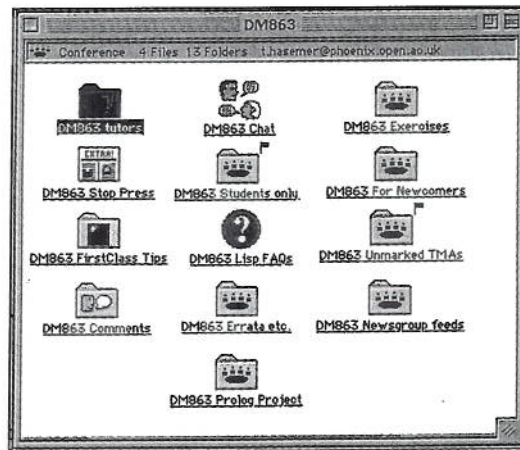 DM863
Conference 4 Files 13 Folders t.hasemer@phoenix.open.ac.uk
DM863 tutors DM863 Chat DM863 Exercises
EXTRA!
DM863 Stop Press DM863 Students only DM863 For Newcomers
?
DM863 FirstClass Tips DM863 Lisp FAQs DM863 Unmarked TMAs
DM863 Comments DM863 Errata etc. DM863 Newsgroup feeds
DM863 Prolog Project